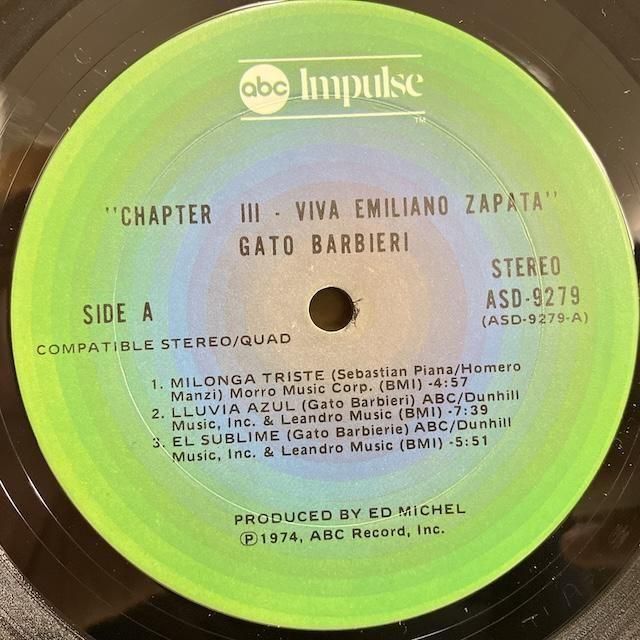 abc Impulse
TM
"CHAPTER III - VIVA EMILIANO ZAPATA"
GATO BARBIERI
STEREO
SIDE A
ASD-9279
(ASD-9279-A)
COMPATIBLE STEREO/QUAD
1. MILONGA TRISTE (Sebastian Piana/Homero
Manzi) Morro Music Corp. (BMI) -4:57
2. LLUVIA AZUL (Gato Barbieri) ABC/Dunhill
Music, Inc. & Leandro Music (BMI) -7:39
3. EL SUBLIME (Gato Barbierie) ABC/Dunhill
Music, Inc. & Leandro Music (BMI) -5:51
PRODUCED BY ED MICHEL
Ⓟ1974, ABC Record, Inc.